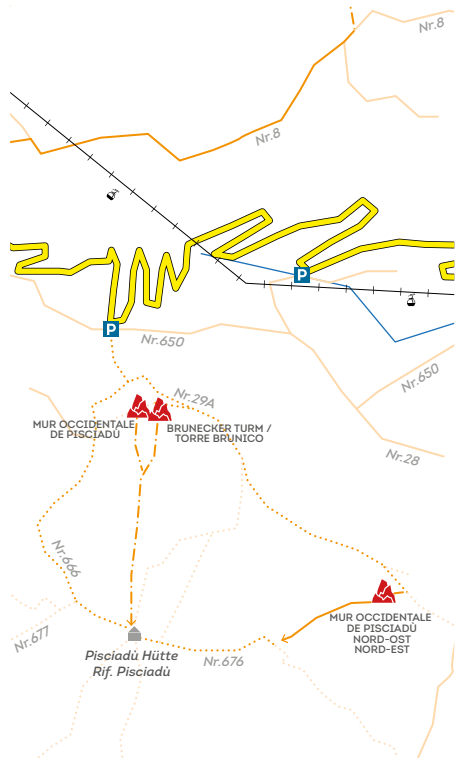 Nr.8
Nr.8
P
P
Nr.650
Nr.650
Nr.29A
MUR OCCIDENTALE
DE PISCIADÙ
BRUNECKER TURM /
TORRE BRUNICO
Nr.28
Nr.666
MUR OCCIDENTALE
DE PISCIADÙ
NORD-OST
NORD-EST
Nr.677
Pisciadù Hütte
Rif. Pisciadù
Nr.676